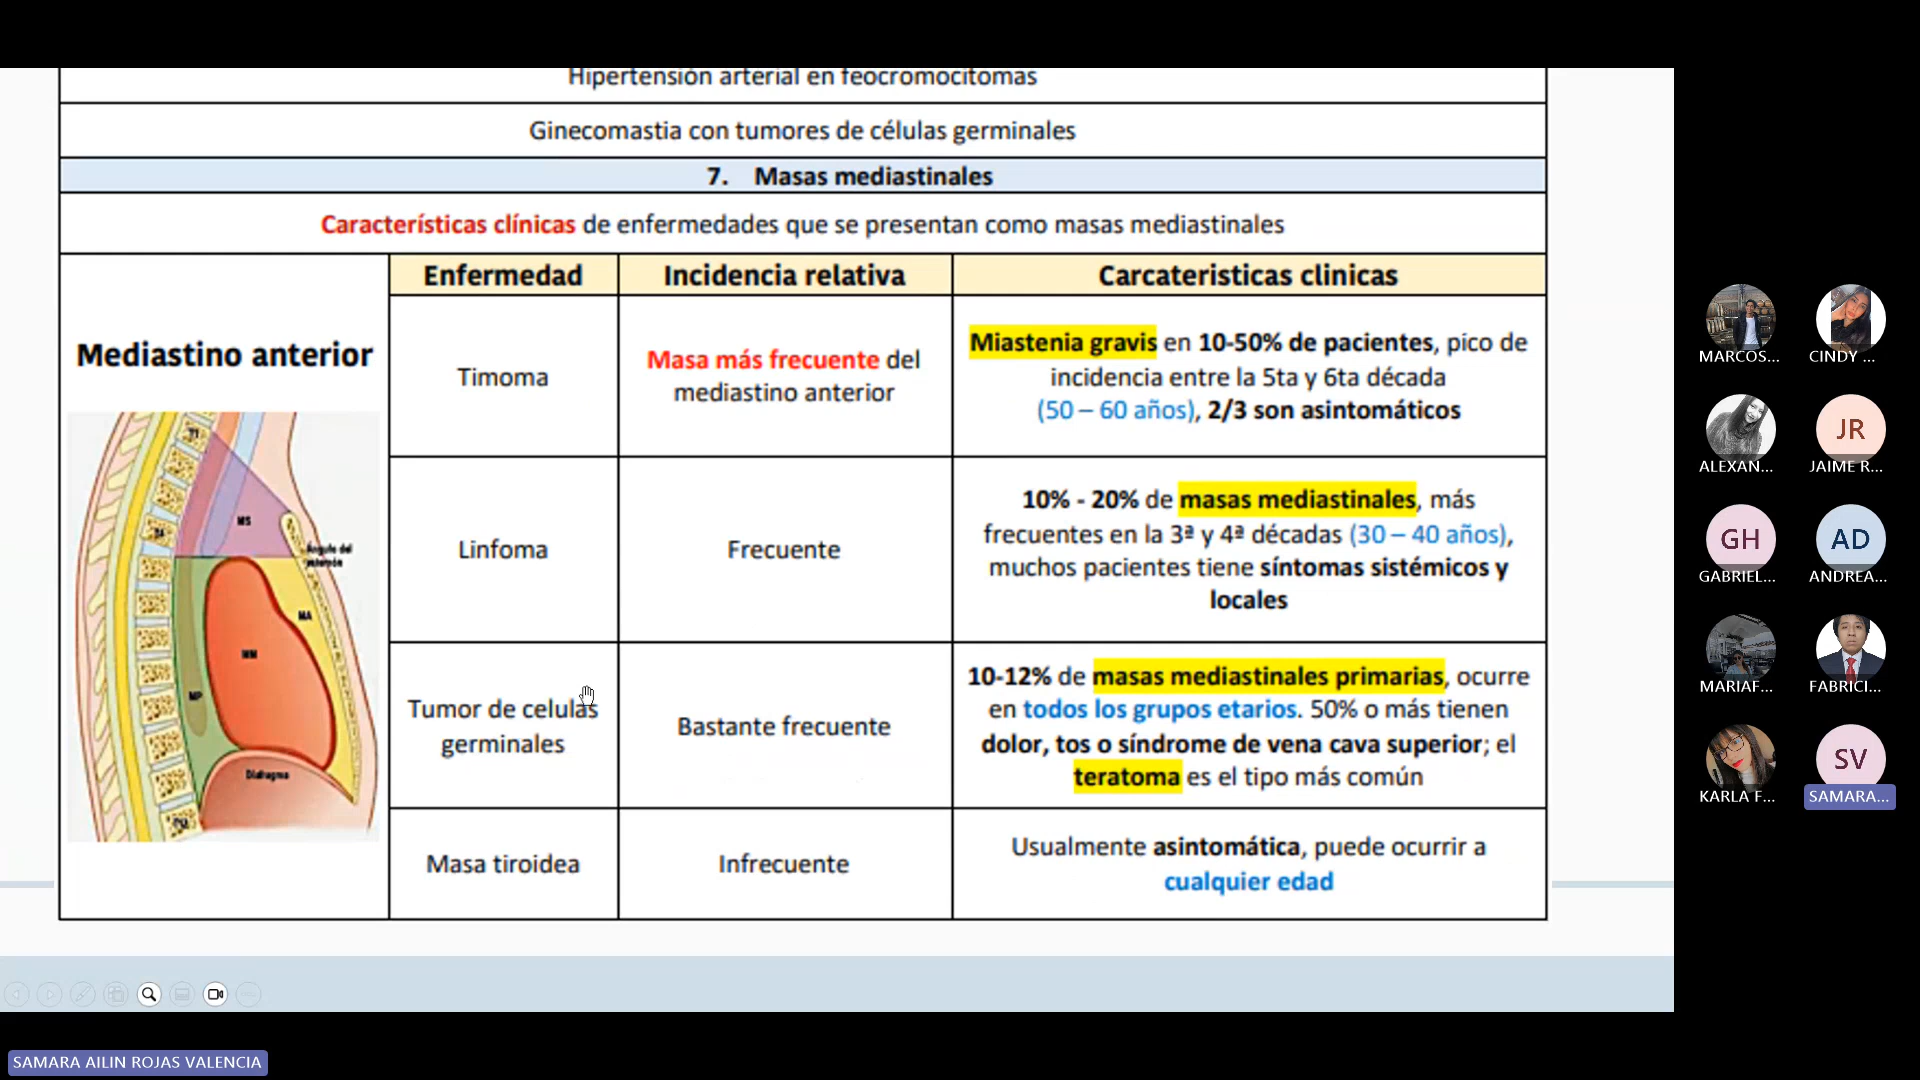 Hipertensión arterial en feocromocitomas
Ginecomastia con tumores de células germinales
7. Masas mediastinales
Características clínicas de enfermedades que se presentan como masas mediastinales
Mediastino anterior
Enfermedad
Incidencia relativa
Carcateristicas clinicas
Timoma
Masa más frecuente del
mediastino anterior
Miastenia gravis en 10-50% de pacientes, pico de
incidencia entre la 5ta y 6ta década
(50 – 60 años), 2/3 son asintomáticos
Linfoma
Frecuente
10% - 20% de masas mediastinales, más
frecuentes en la 3ª y 4ª décadas (30 – 40 años),
muchos pacientes tiene síntomas sistémicos y
locales
Tumor de celulas
germinales
Bastante frecuente
10-12% de masas mediastinales primarias, ocurre
en todos los grupos etarios. 50% o más tienen
dolor, tos o síndrome de vena cava superior; el
teratoma es el tipo más común
Masa tiroidea
Infrecuente
Usualmente asintomática, puede ocurrir a
cualquier edad
MS
Ángulo del
esternón
MA
MM
MP
Diafragma
MARCOS...
CINDY ...
ALEXAN...
JR
JAIME R...
GH
GABRIEL...
AD
ANDREA...
MARIAF...
FABRICI...
KARLA F...
SV
SAMARA...
SAMARA AILIN ROJAS VALENCIA